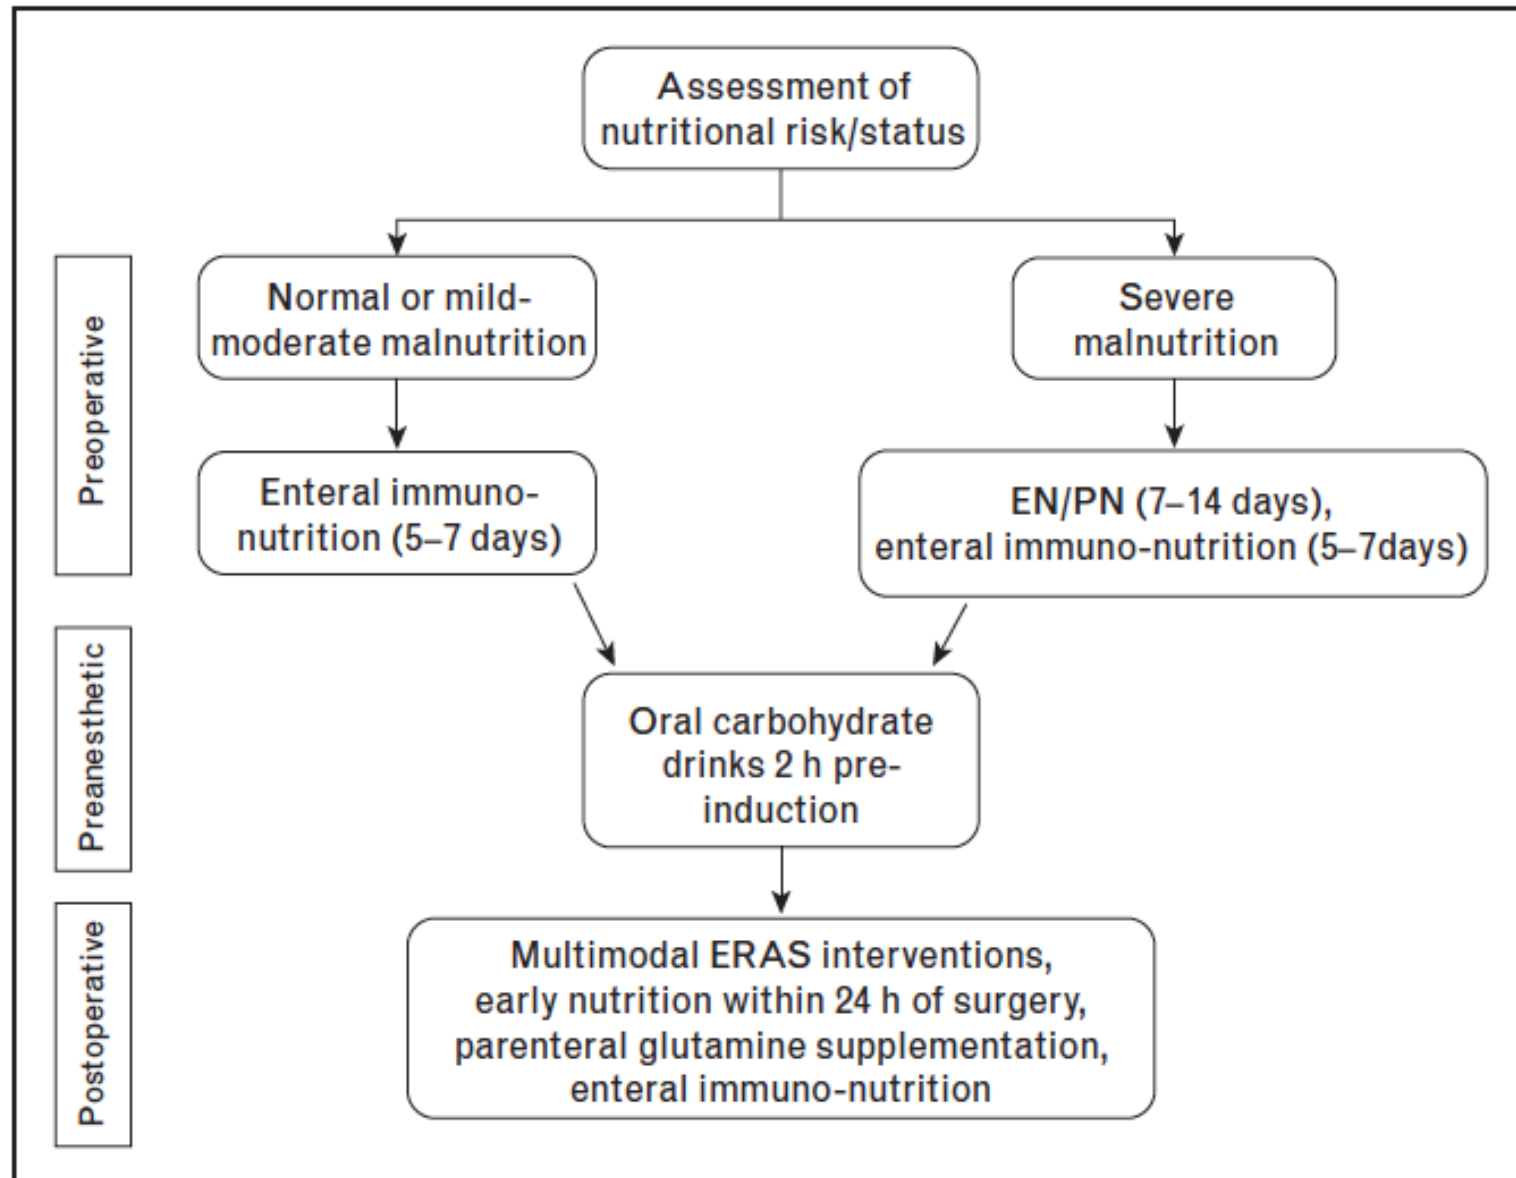 Assessment of
nutritional risk/status
Preoperative
Normal or mild-
moderate malnutrition
Severe
malnutrition
Enteral immuno-
nutrition (5–7 days)
EN/PN (7–14 days),
enteral immuno-nutrition (5–7days)
Preanesthetic
Oral carbohydrate
drinks 2 h pre-
induction
Postoperative
Multimodal ERAS interventions,
early nutrition within 24 h of surgery,
parenteral glutamine supplementation,
enteral immuno-nutrition